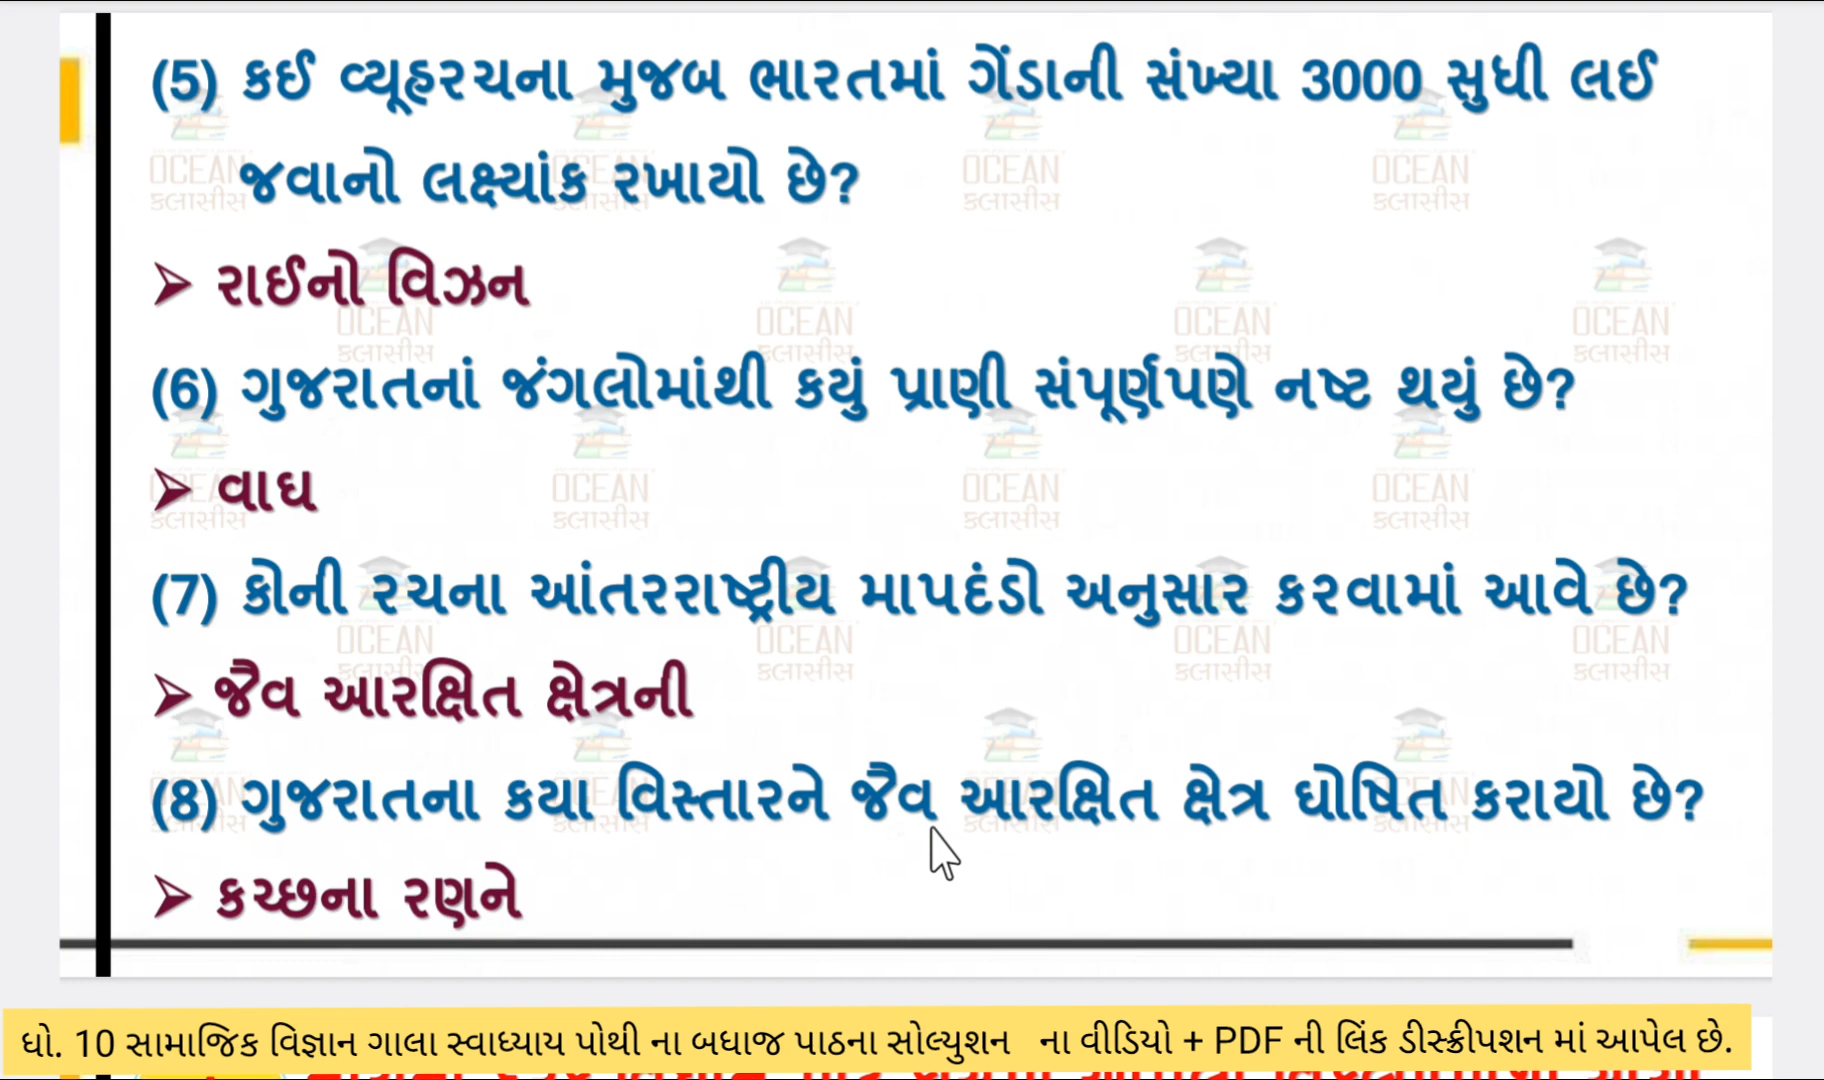 (5) કઈ વ્યૂહરચના મુજબ ભારતમાં ગેંડાની સંખ્યા 3000 સુધી લઈ
જવાનો લક્ષ્યાંક રખાયો છે?
➢ રાઈનો વિઝન
(6) ગુજરાતનાં જંગલોમાંથી કયું પ્રાણી સંપૂર્ણપણે નષ્ટ થયું છે?
➢ વાઘ
(7) કોની રચના આંતરરાષ્ટ્રીય માપદંડો અનુસાર કરવામાં આવે છે?
➢ જૈવ આરક્ષિત ક્ષેત્રની
(8) ગુજરાતના કયા વિસ્તારને જૈવ આરક્ષિત ક્ષેત્ર ઘોષિત કરાયો છે?
➢ કચ્છના રણને
OCEAN
ક્લાસીસ
ધો. 10 સામાજિક વિજ્ઞાન ગાલા સ્વાધ્યાય પોથી ના બધાજ પાઠના સોલ્યુશન ના વીડિયો + PDF ની લિંક ડીસ્ક્રીપશન માં આપેલ છે.